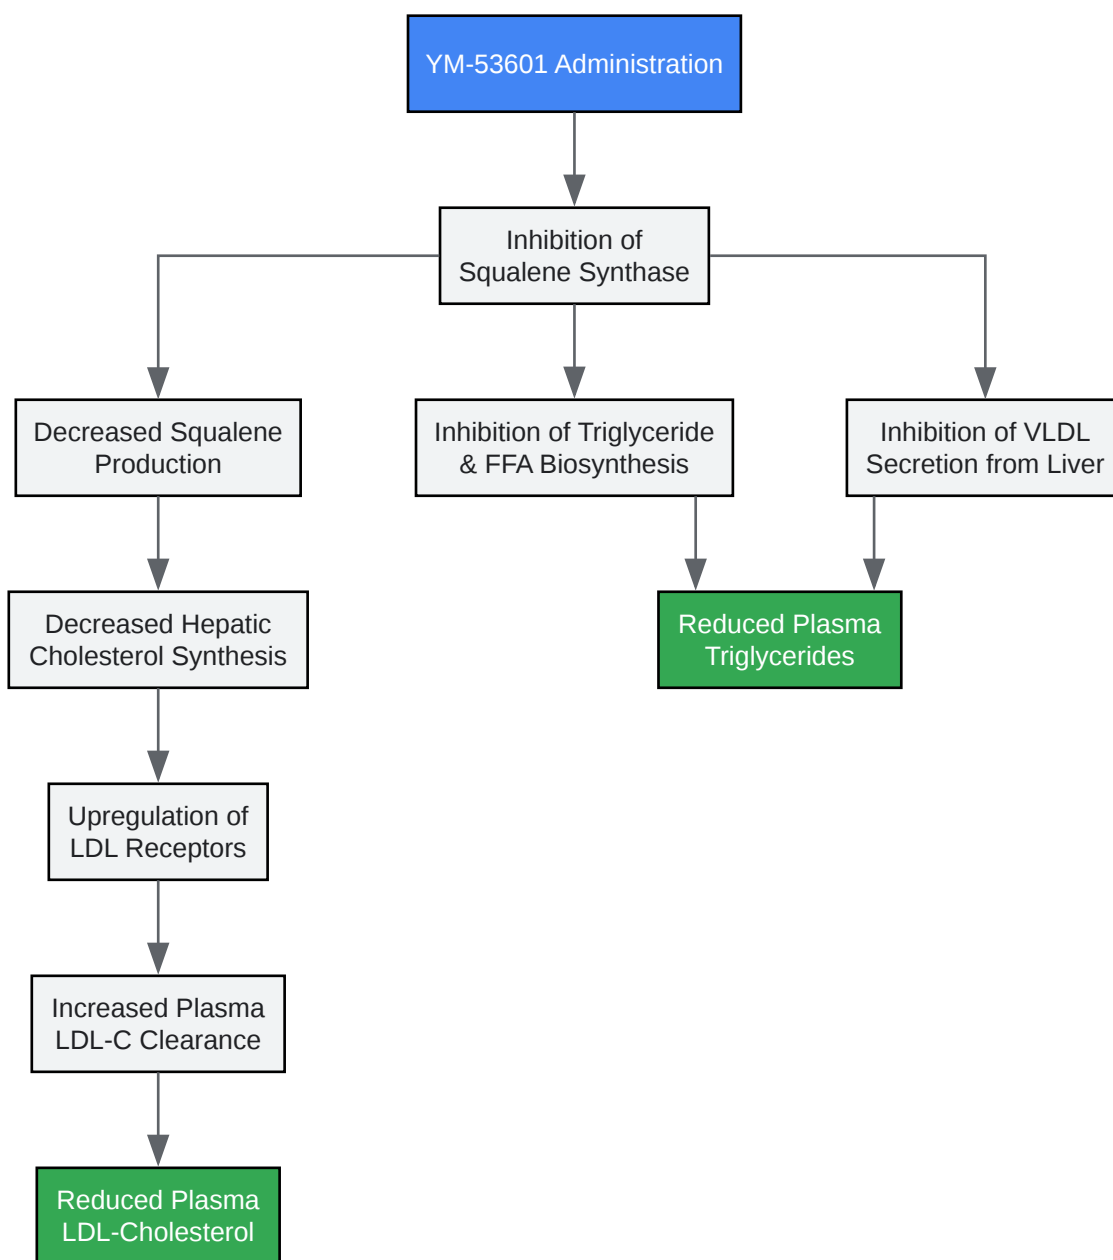 YM-53601 Administration
Inhibition of
Squalene Synthase
Decreased Squalene
Production
Inhibition of Triglyceride
& FFA Biosynthesis
Inhibition of VLDL
Secretion from Liver
Decreased Hepatic
Cholesterol Synthesis
Reduced Plasma
Triglycerides
Upregulation of
LDL Receptors
Increased Plasma
LDL-C Clearance
Reduced Plasma
LDL-Cholesterol